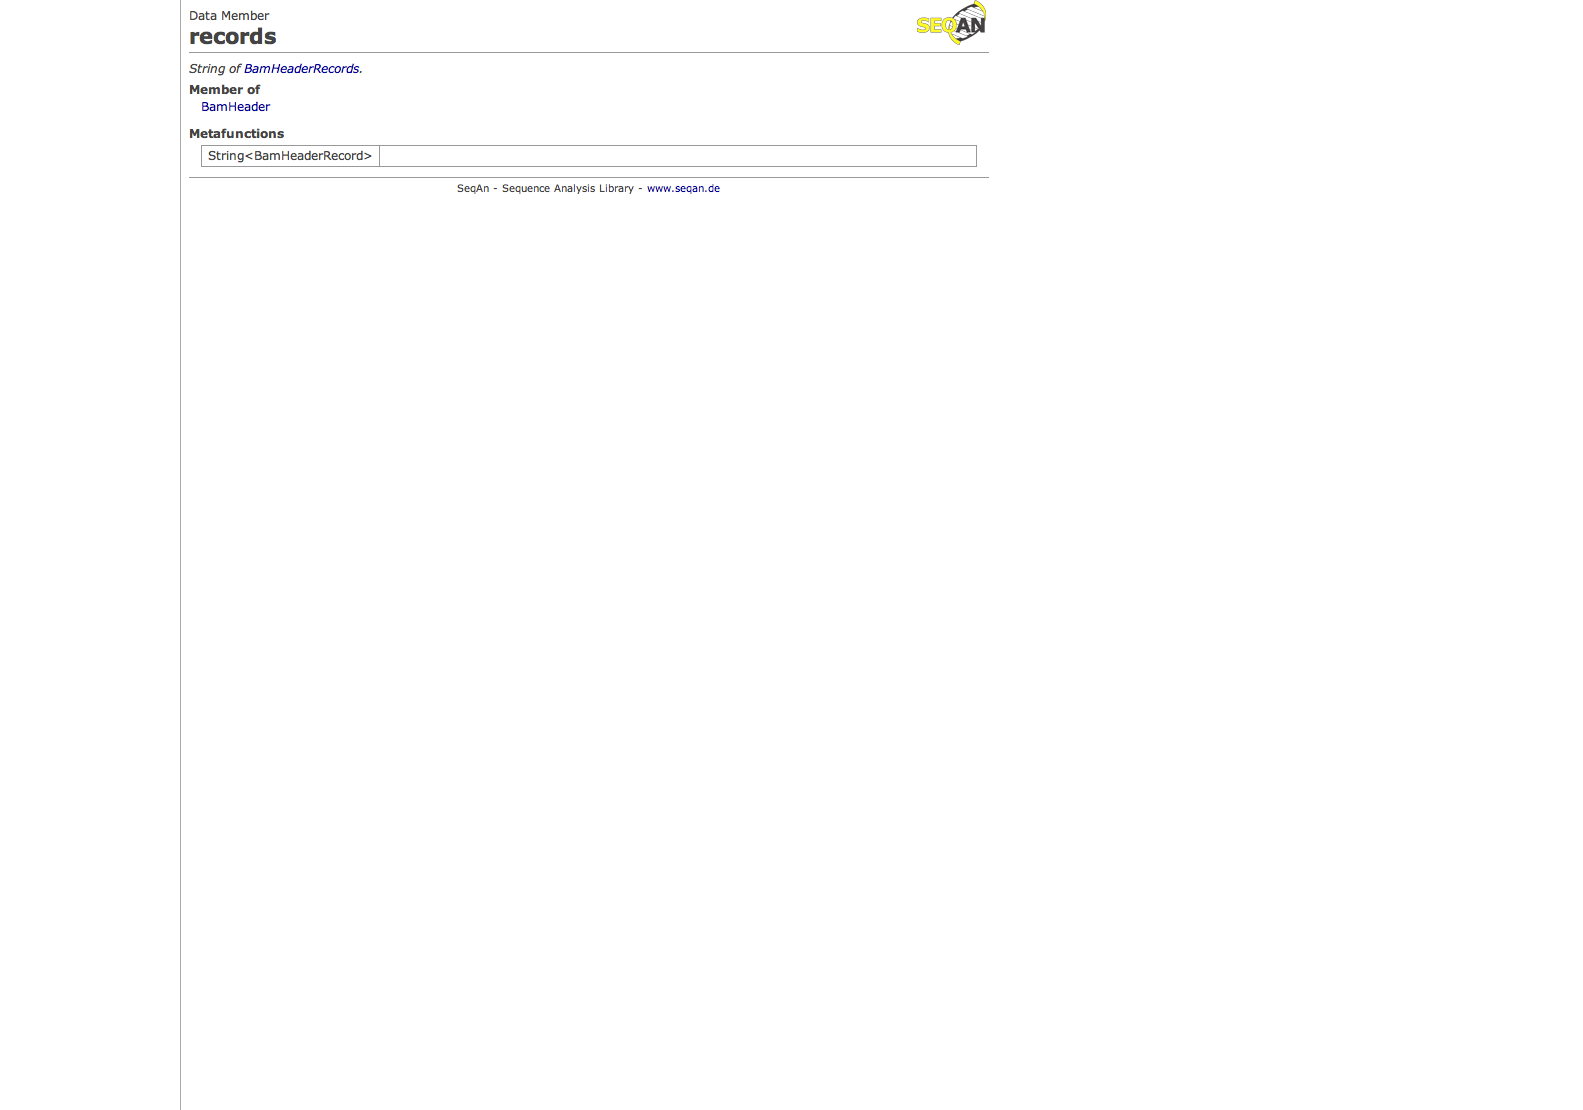 Data Member
SEQAN
records
String of BamHeaderRecords.
Member of
BamHeader
Metafunctions
String<BamHeaderRecord>
SeqAn - Sequence Analysis Library - www.seqan.de